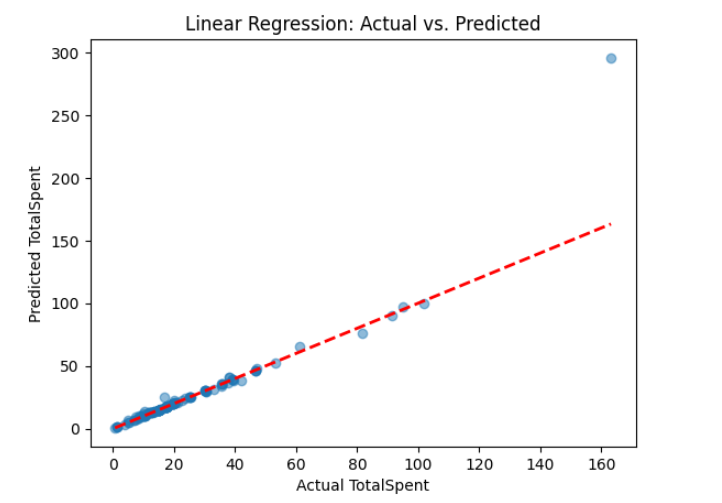 Linear Regression: Actual vs. Predicted
300
250
200
150
100
50
0
Predicted TotalSpent
0 20 40 60 80 100 120 140 160
Actual TotalSpent